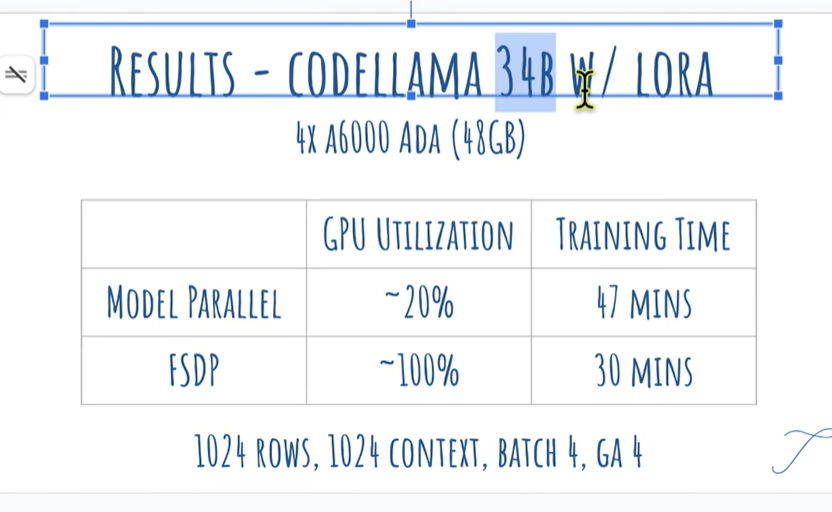 Results - codellama 34B w/ lora
4x A6000 Ada (48GB)
GPU Utilization Training Time
Model Parallel ~20% 47 mins
FSDP ~100% 30 mins
1024 rows, 1024 context, batch 4, ga 4